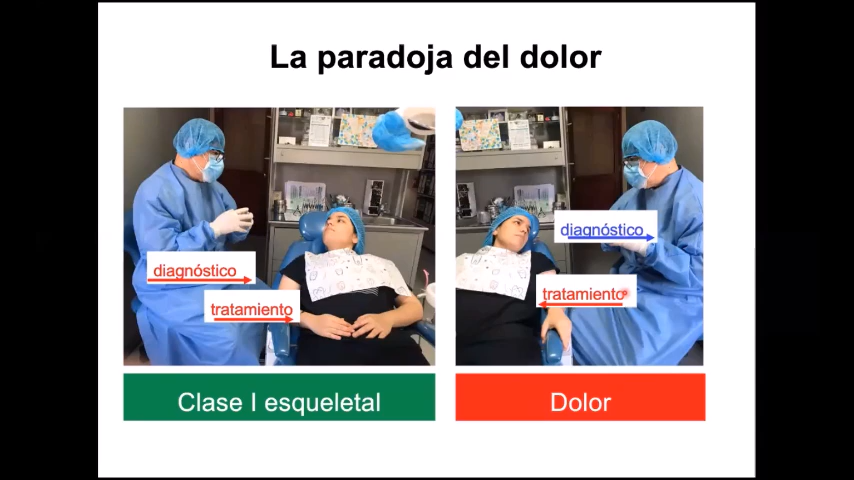 La paradoja del dolor
diagnóstico
tratamiento
diagnóstico
tratamiento
Clase I esqueletal
Dolor